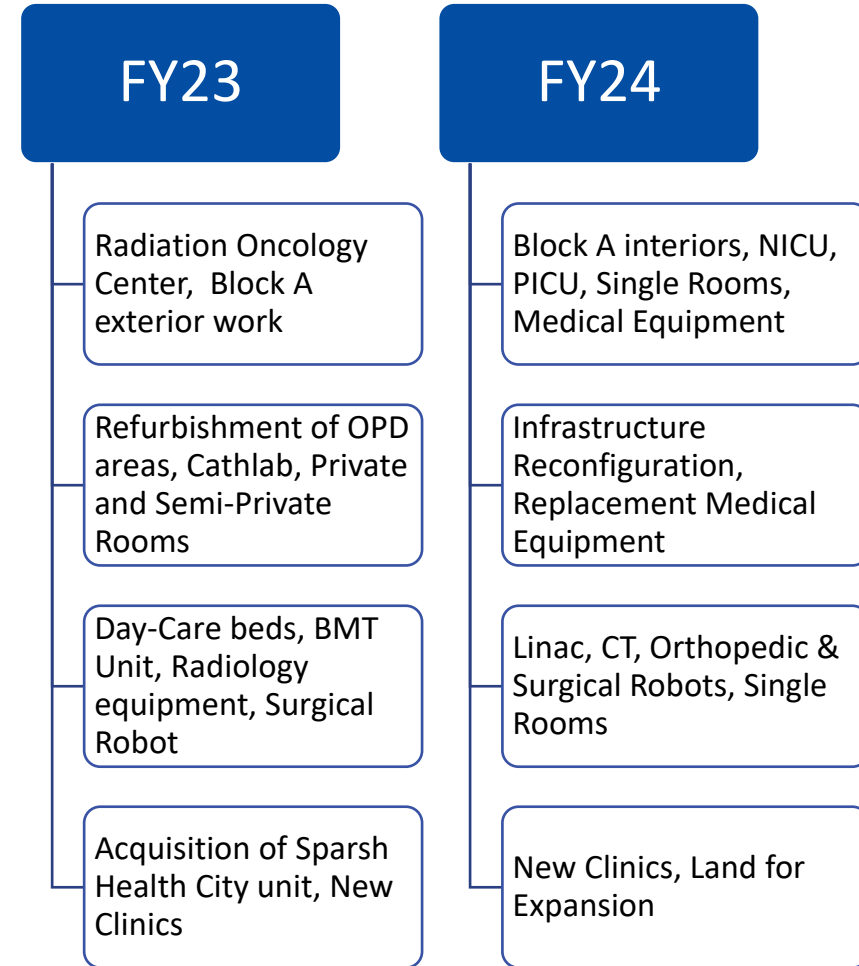 FY23
Radiation Oncology
Center, Block A
exterior work
Refurbishment of OPD
areas, Cathlab, Private
and Semi-Private
Rooms
Day-Care beds, BMT
Unit, Radiology
equipment, Surgical
Robot
Acquisition of Sparsh
Health City unit, New
Clinics
FY24
Block A interiors, NICU,
PICU, Single Rooms,
Medical Equipment
Infrastructure
Reconfiguration,
Replacement Medical
Equipment
Linac, CT, Orthopedic &
Surgical Robots, Single
Rooms
New Clinics, Land for
Expansion